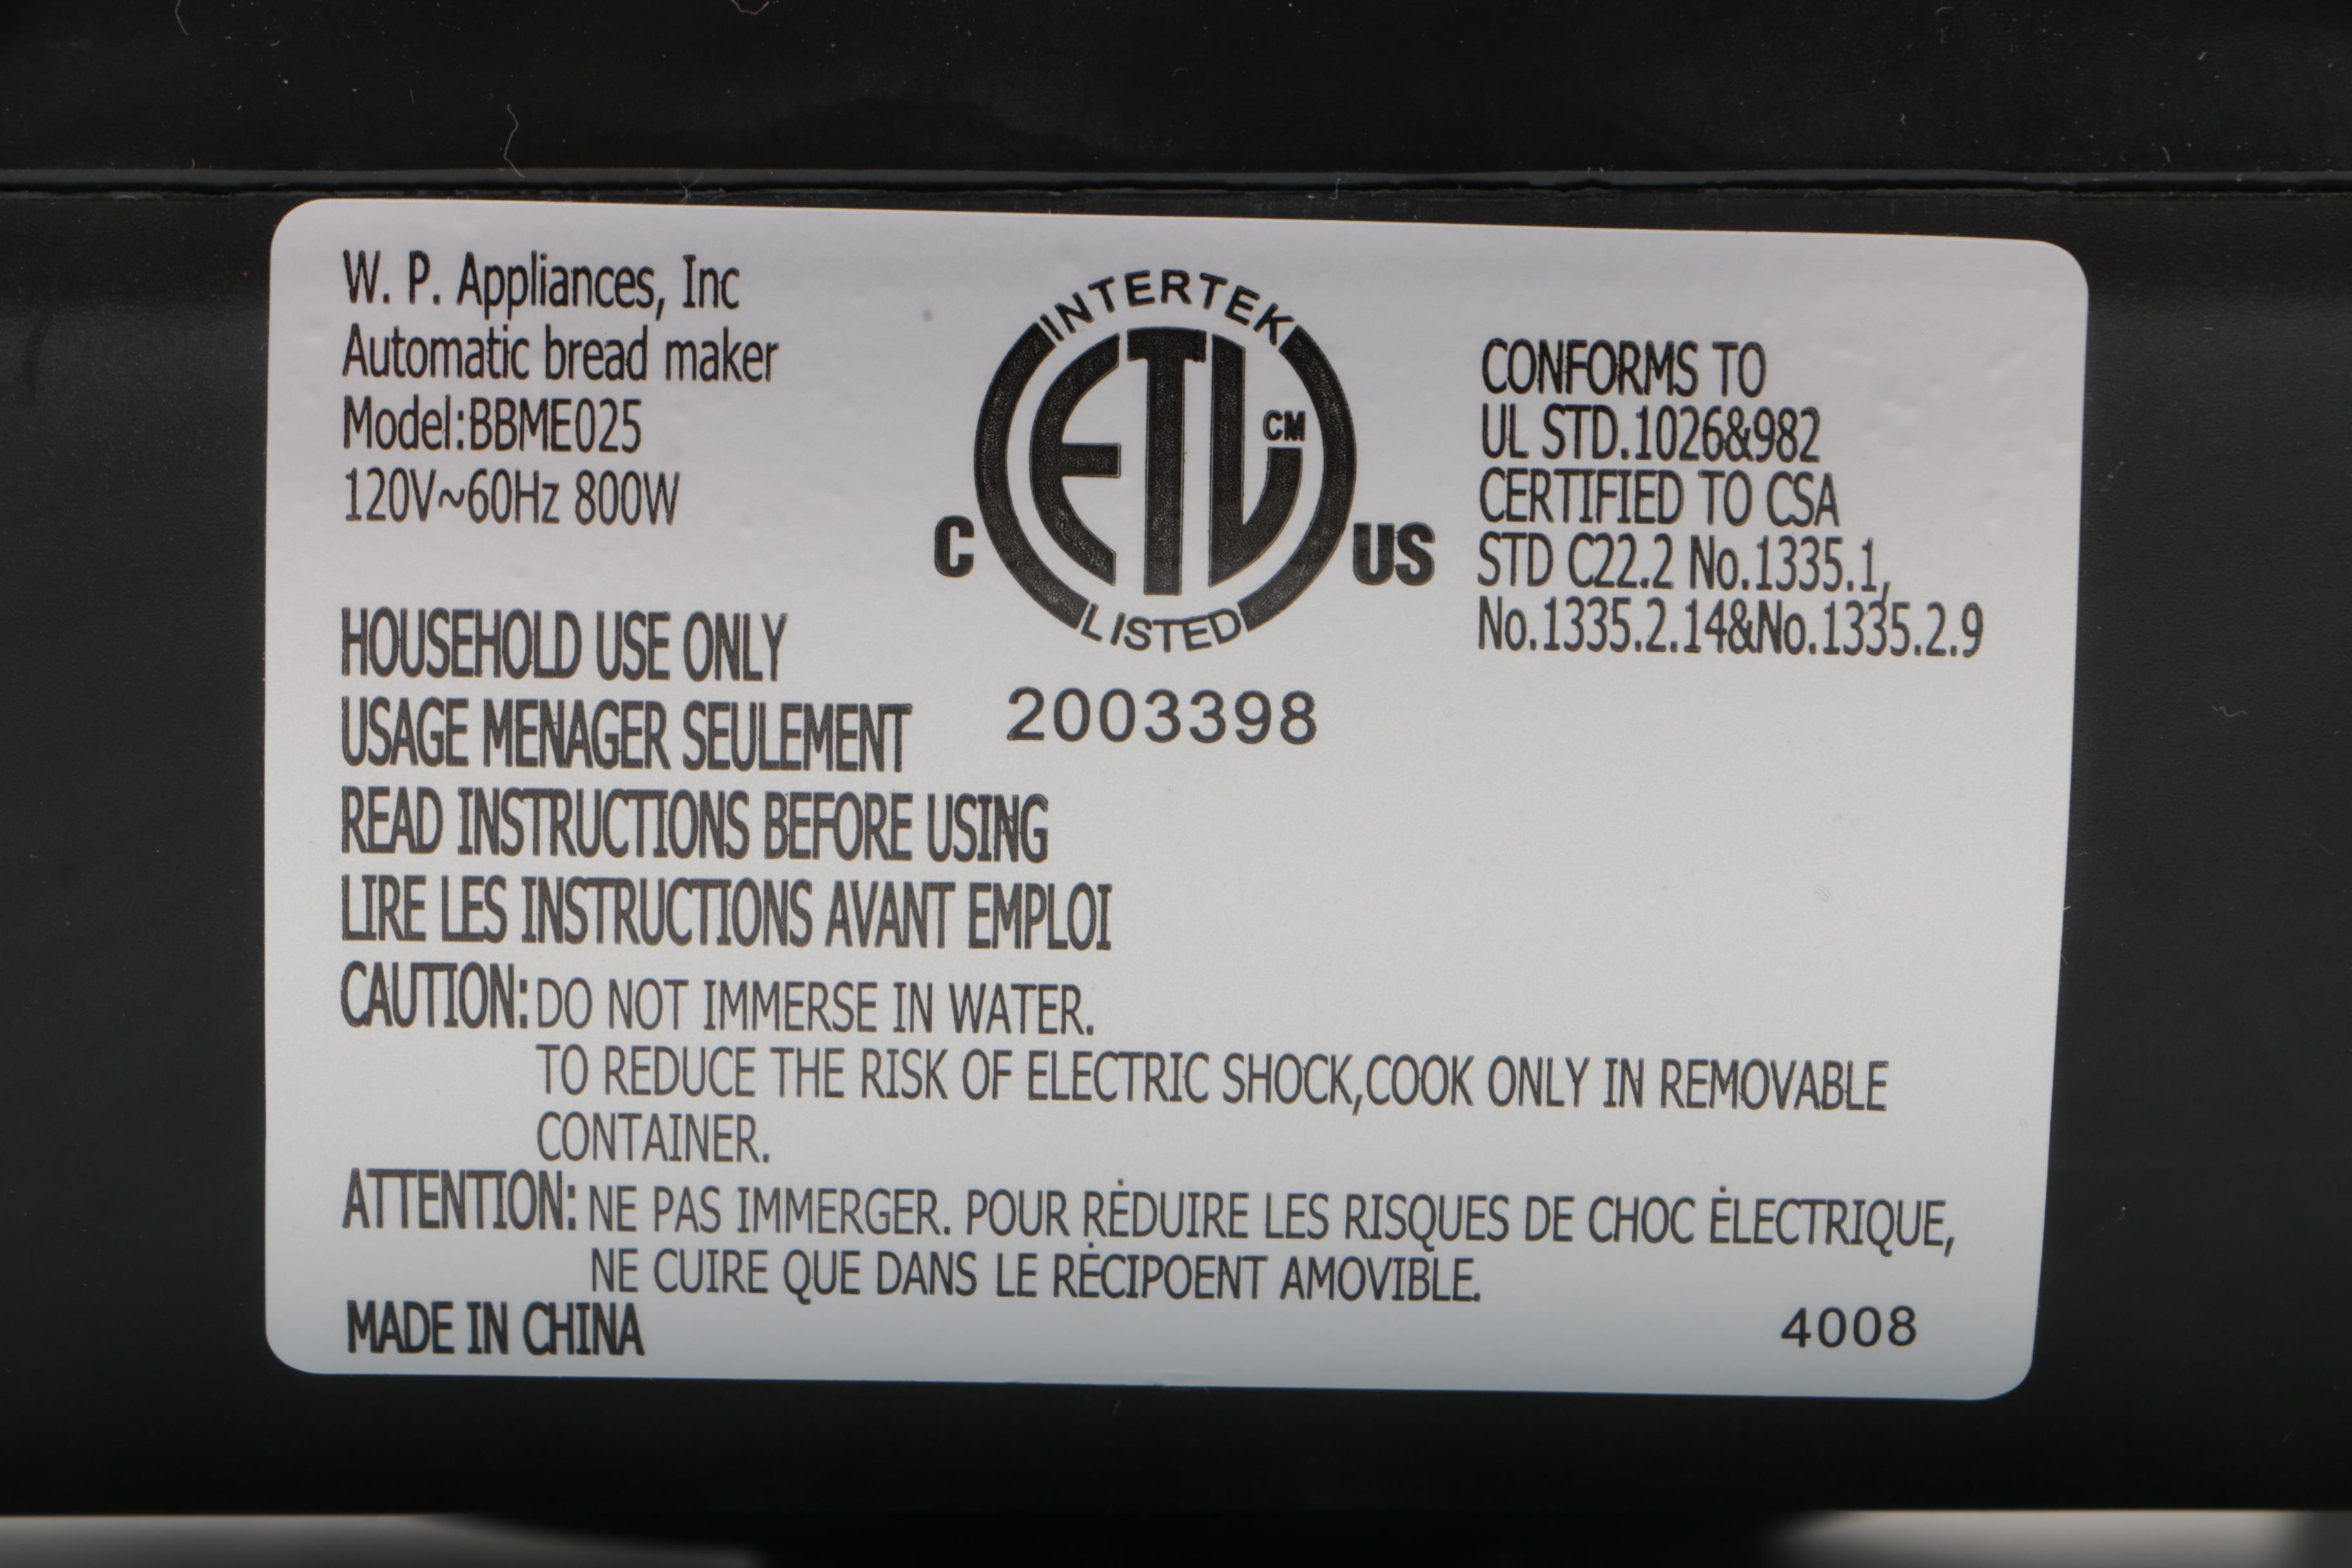 W. P. Appliances, Inc
Automatic bread maker
Model:BBME025
120V~60Hz 800W
INTERTEK
ETL CM
C US
LISTED
2003398
CONFORMS TO
UL STD.1026&982
CERTIFIED TO CSA
STD C22.2 No.1335.1,
No.1335.2.14&No.1335.2.9
HOUSEHOLD USE ONLY
USAGE MENAGER SEULEMENT
READ INSTRUCTIONS BEFORE USING
LIRE LES INSTRUCTIONS AVANT EMPLOI
CAUTION: DO NOT IMMERSE IN WATER.
TO REDUCE THE RISK OF ELECTRIC SHOCK,COOK ONLY IN REMOVABLE
CONTAINER.
ATTENTION: NE PAS IMMERGER. POUR RĖDUIRE LES RISQUES DE CHOC ĖLECTRIQUE,
NE CUIRE QUE DANS LE RĖCIPOENT AMOVIBLE.
MADE IN CHINA
4008